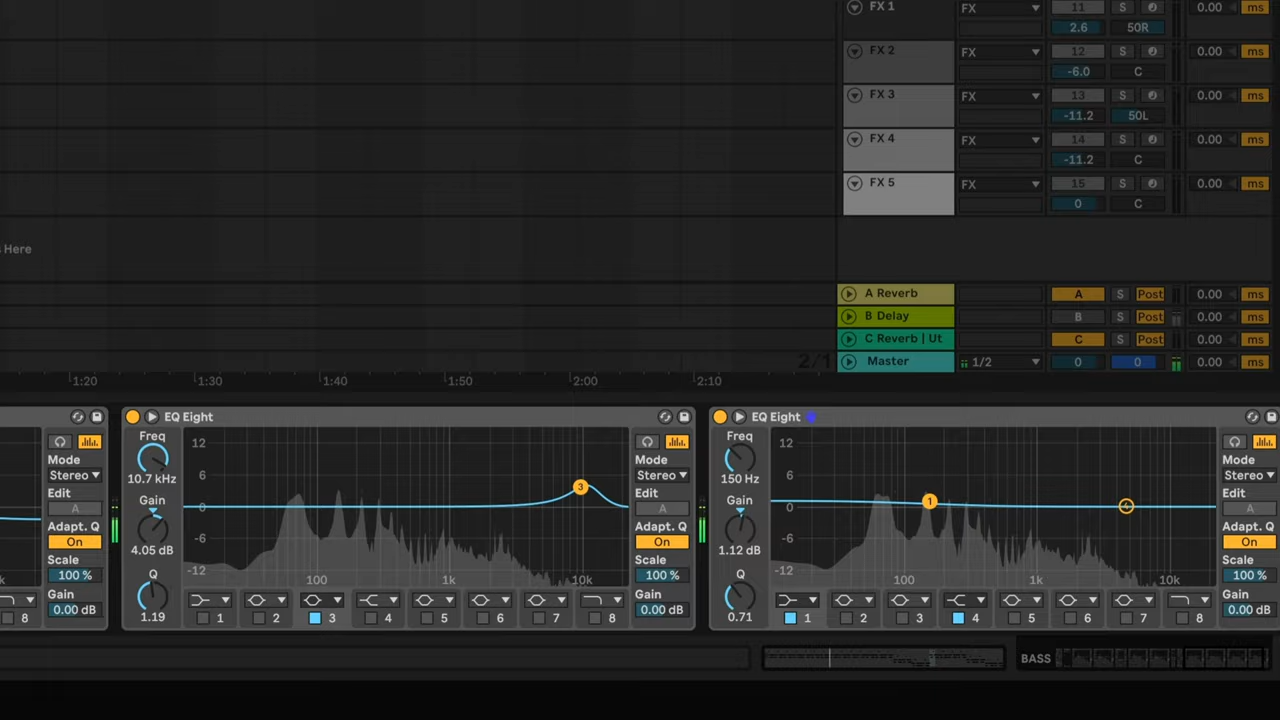 FX 1 FX 11 S 0.00 ms
2.6 50R
FX 2 FX 12 S 0.00 ms
-6.0 C
FX 3 FX 13 S 0.00 ms
-11.2 50L
FX 4 FX 14 S 0.00 ms
-11.2 C
FX 5 FX 15 S 0.00 ms
0 C
s Here
A Reverb A S Post 0.00 ms
B Delay B S Post 0.00 ms
C Reverb | Ut C S Post 0.00 ms
2/1 Master 1/2 0 0 0.00 ms
1:20 1:30 1:40 1:50 2:00 2:10
Mode
Stereo
Edit
A
Adapt. Q
On
Scale
100 %
Gain
0.00 dB
k
8
EQ Eight
Freq
10.7 kHz
Gain
4.05 dB
Q
1.19
12
6
0
-6
-12
3
100 1k 10k
1 2 3 4 5 6 7 8
Mode
Stereo
Edit
A
Adapt. Q
On
Scale
100 %
Gain
0.00 dB
EQ Eight
Freq
150 Hz
Gain
1.12 dB
Q
0.71
12
6
0
-6
-12
1 4
100 1k 10k
1 2 3 4 5 6 7 8
Mode
Stereo
Edit
A
Adapt. Q
On
Scale
100 %
Gain
0.00 dB
BASS